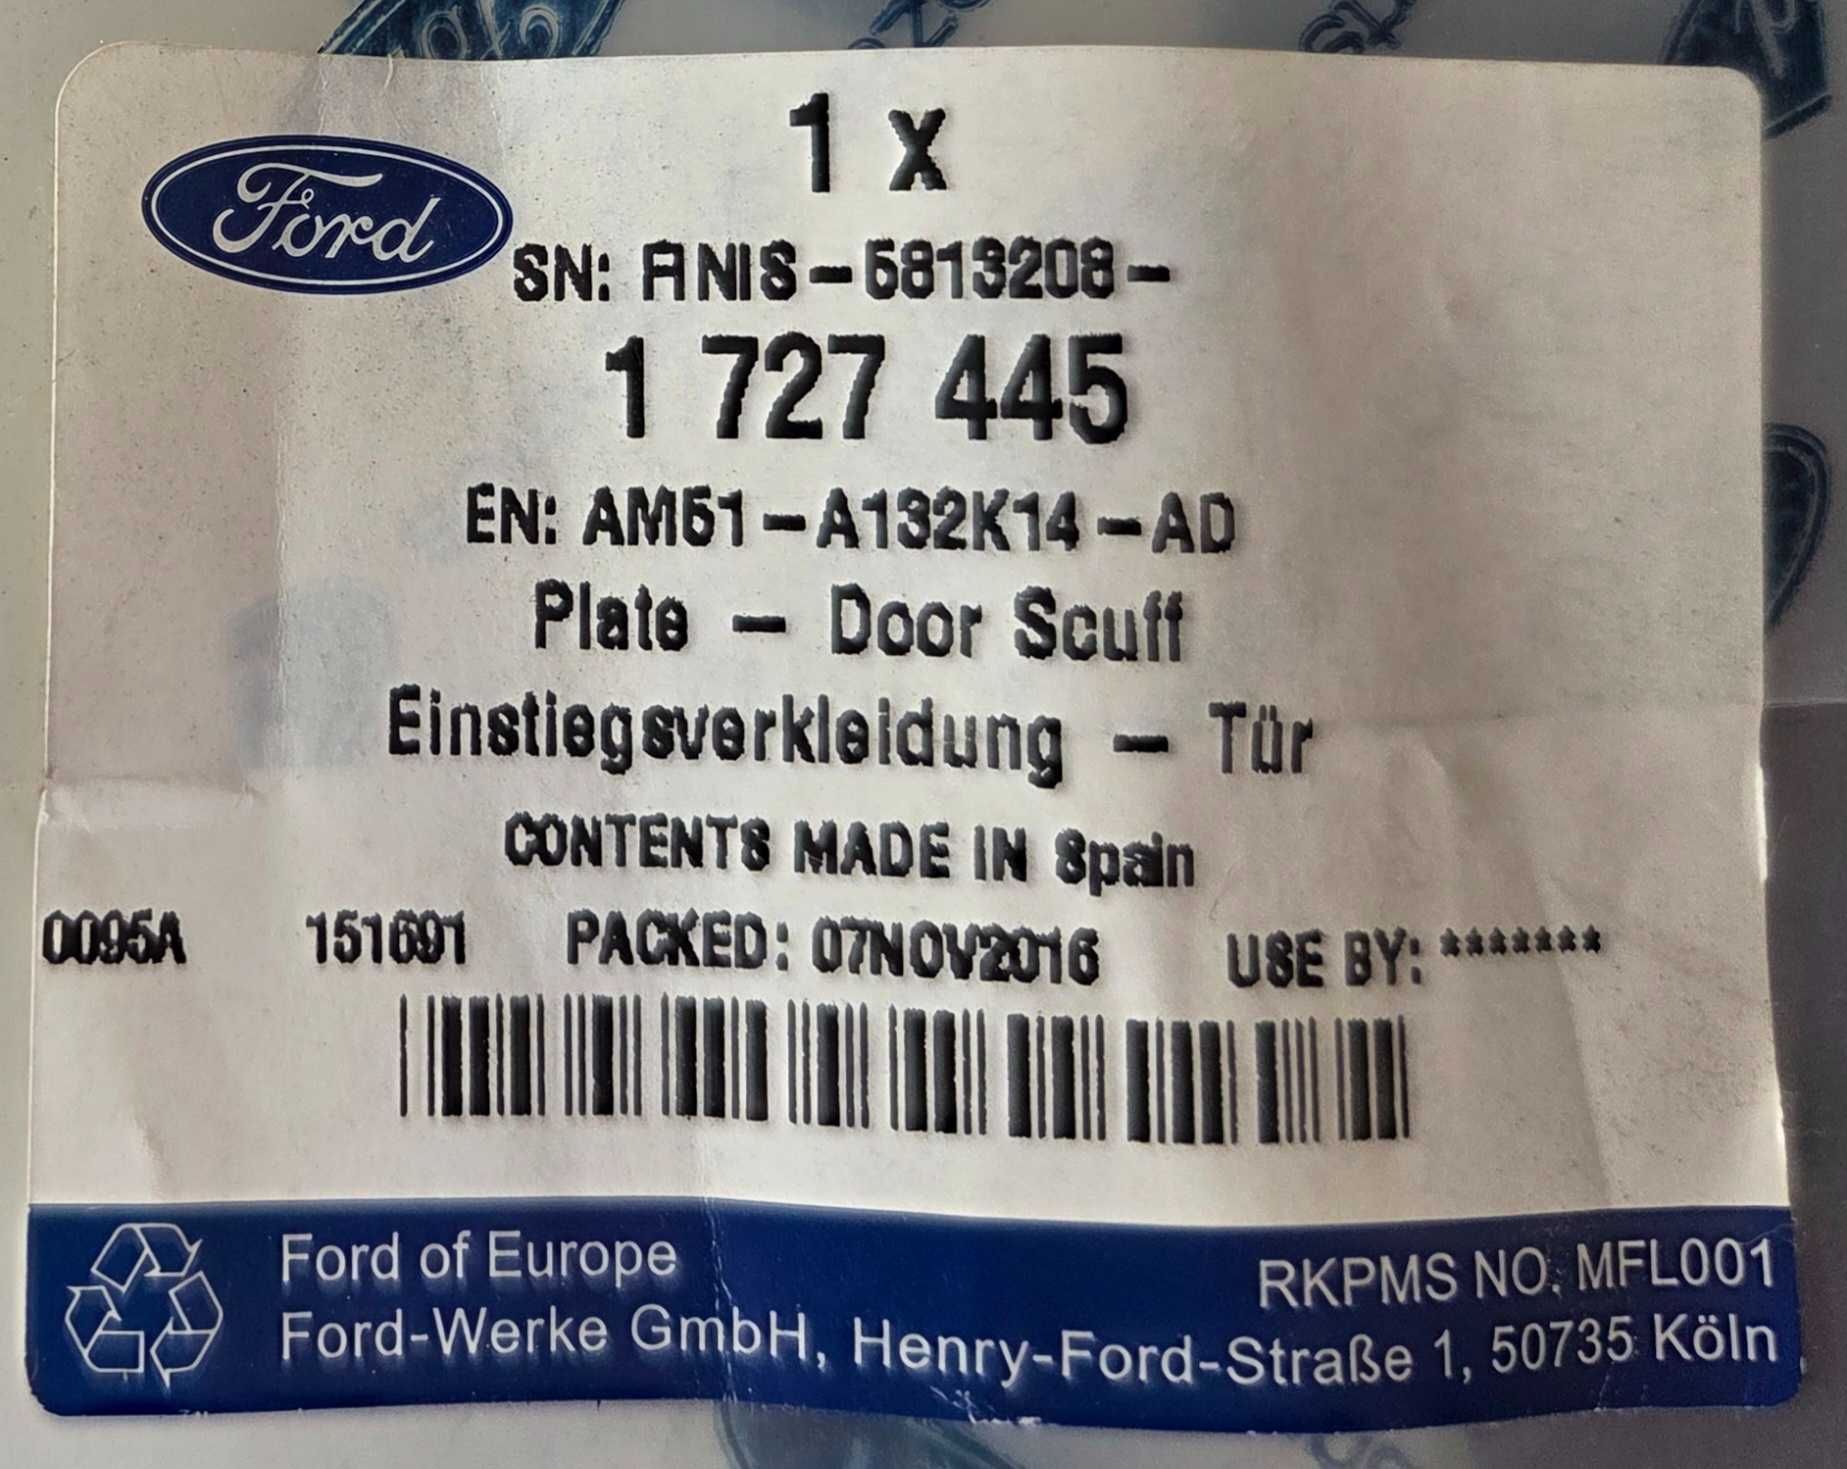 1 x
Ford
SN: FINIS-5813208-
1 727 445
EN: AM51-A132K14-AD
Plate - Door Scuff
Einstiegsverkleidung - Tür
CONTENTS MADE IN Spain
0095A 151691 PACKED: 07NOV2016 USE BY: *******
Ford of Europe
RKPMS NO. MFL001
Ford-Werke GmbH, Henry-Ford-Straße 1, 50735 Köln